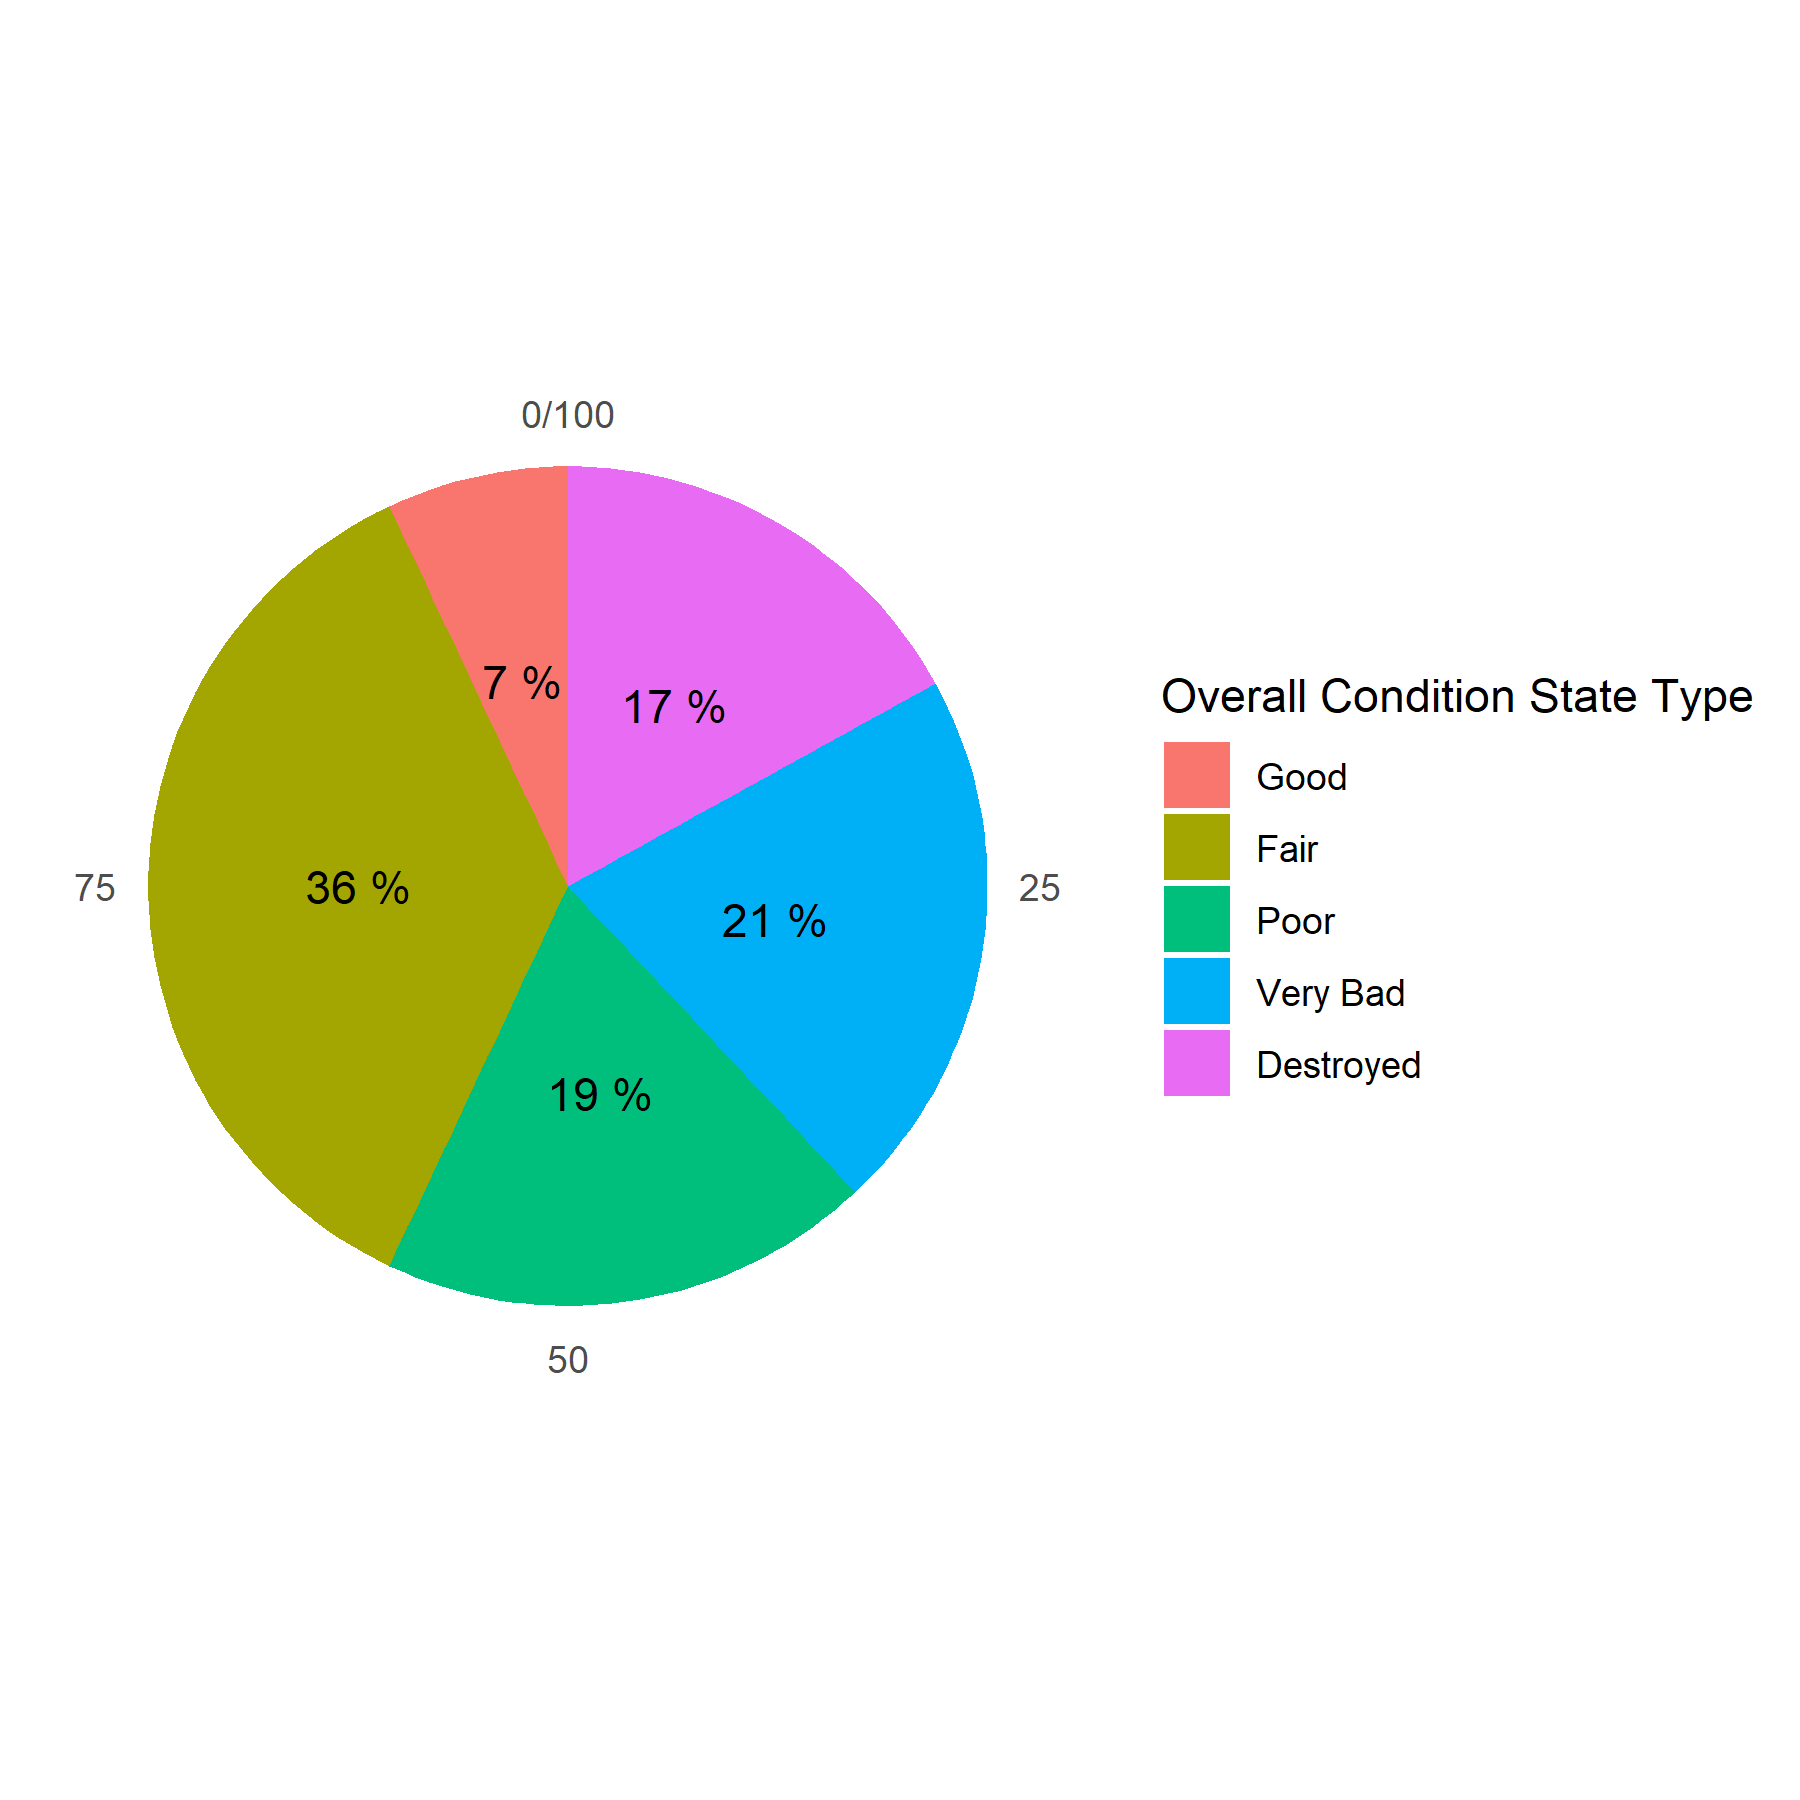 0/100
7 %
17 %
75
36 %
21 %
25
19 %
50
Overall Condition State Type
Good
Fair
Poor
Very Bad
Destroyed